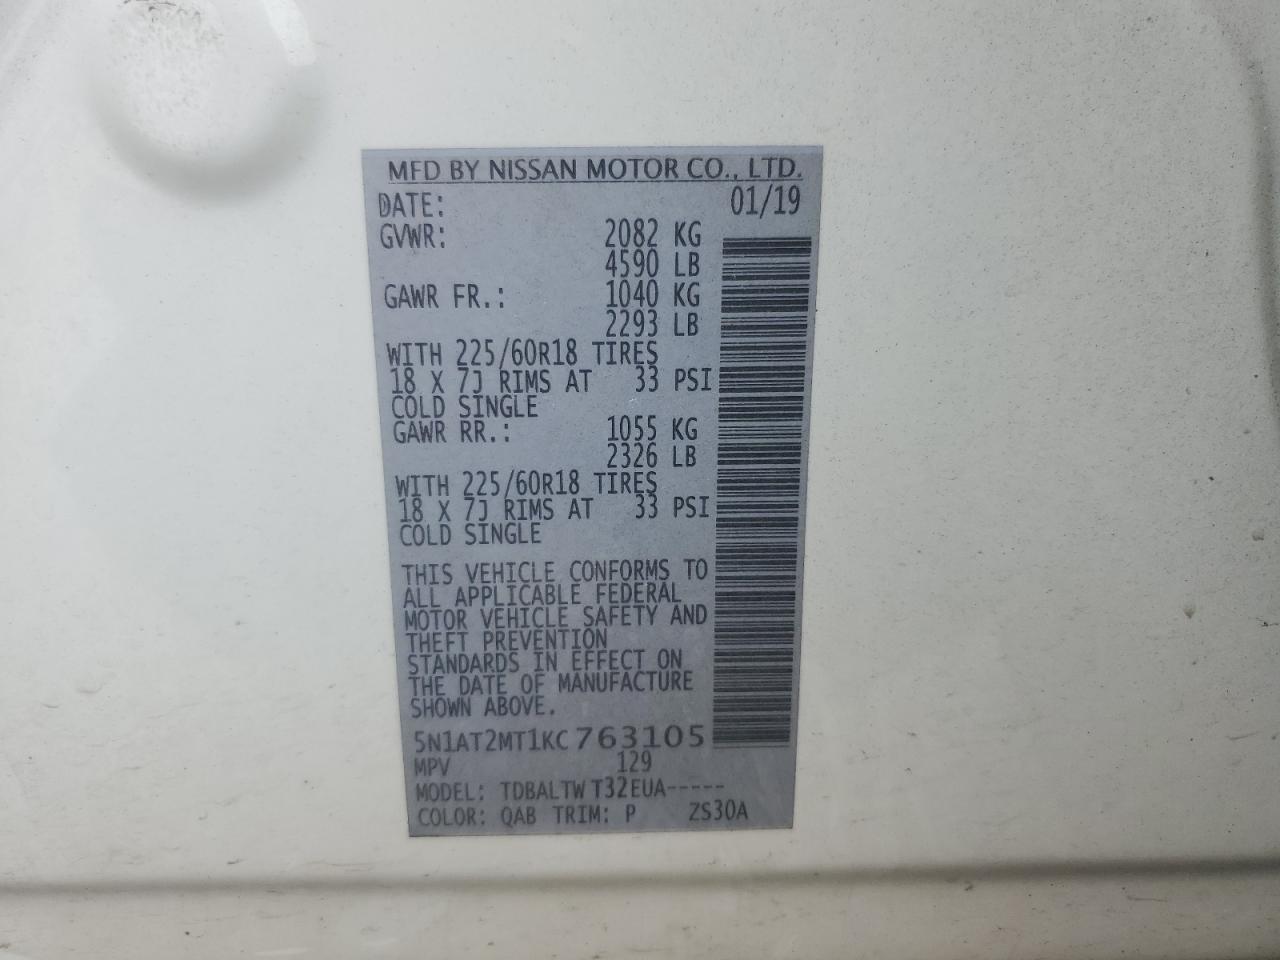 MFD BY NISSAN MOTOR CO., LTD.
DATE: 01/19
GVWR: 2082 KG
4590 LB
GAWR FR.: 1040 KG
2293 LB
WITH 225/60R18 TIRES
18 X 7J RIMS AT 33 PSI
COLD SINGLE
GAWR RR.: 1055 KG
2326 LB
WITH 225/60R18 TIRES
18 X 7J RIMS AT 33 PSI
COLD SINGLE
THIS VEHICLE CONFORMS TO
ALL APPLICABLE FEDERAL
MOTOR VEHICLE SAFETY AND
THEFT PREVENTION
STANDARDS IN EFFECT ON
THE DATE OF MANUFACTURE
SHOWN ABOVE.
5N1AT2MT1KC763105
MPV 129
MODEL: TDBALTW T32EUA-----
COLOR: QAB TRIM: P ZS30A